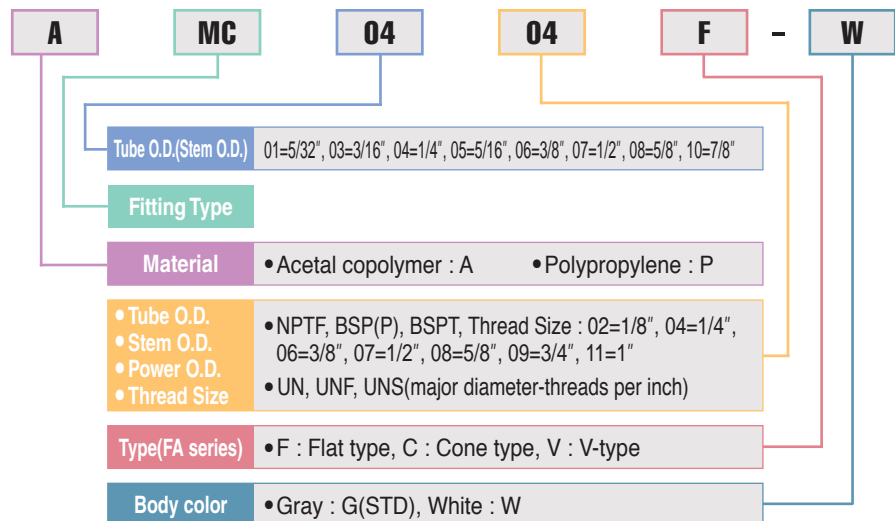 A MC 04 04 F - W
Tube O.D.(Stem O.D.) 01=5/32″, 03=3/16″, 04=1/4″, 05=5/16″, 06=3/8″, 07=1/2″, 08=5/8″, 10=7/8″
Fitting Type
Material •Acetal copolymer : A •Polypropylene : P
•Tube O.D.
•Stem O.D.
•Power O.D.
•Thread Size
•NPTF, BSP(P), BSPT, Thread Size : 02=1/8″, 04=1/4″,
06=3/8″, 07=1/2″, 08=5/8″, 09=3/4″, 11=1″
•UN, UNF, UNS(major diameter-threads per inch)
Type(FA series) •F : Flat type, C : Cone type, V : V-type
Body color •Gray : G(STD), White : W